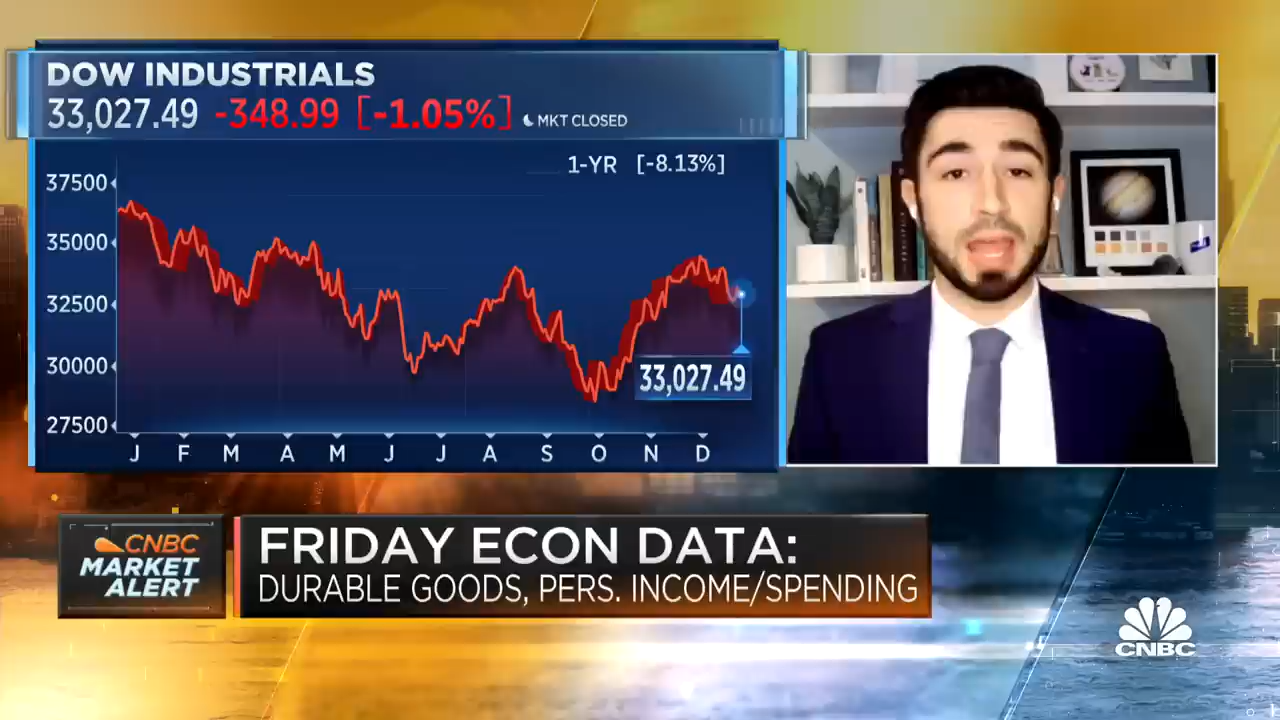 DOW INDUSTRIALS
33,027.49 -348.99 [-1.05%] MKT CLOSED
1-YR [-8.13%]
37500
35000
32500
30000
27500
33,027.49
J F M A M J J A S O N D
CNBC
MARKET
ALERT
FRIDAY ECON DATA:
DURABLE GOODS, PERS. INCOME/SPENDING
CNBC